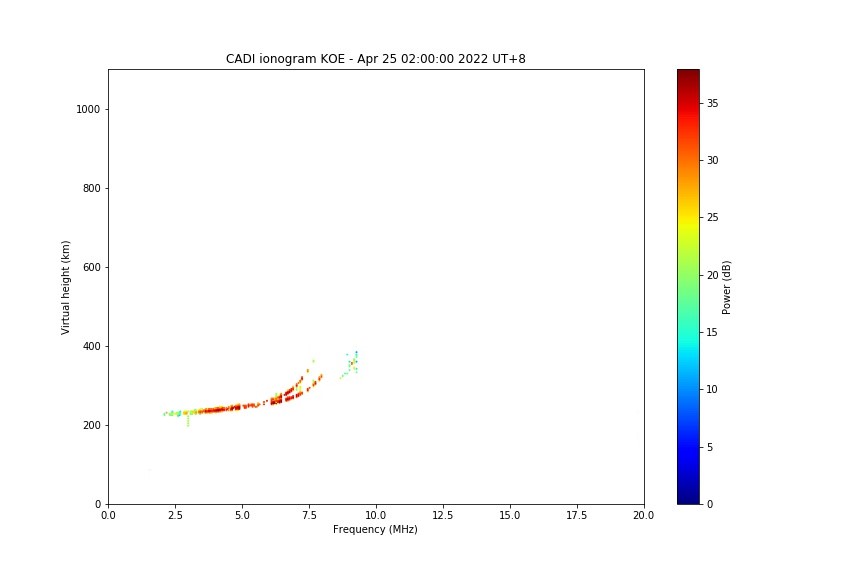 CADI ionogram KOE - Apr 25 02:00:00 2022 UT+8
1000
800
600
400
200
0
Virtual height (km)
0.0 2.5 5.0 7.5 10.0 12.5 15.0 17.5 20.0
Frequency (MHz)
35
30
25
20
15
10
5
0
Power (dB)